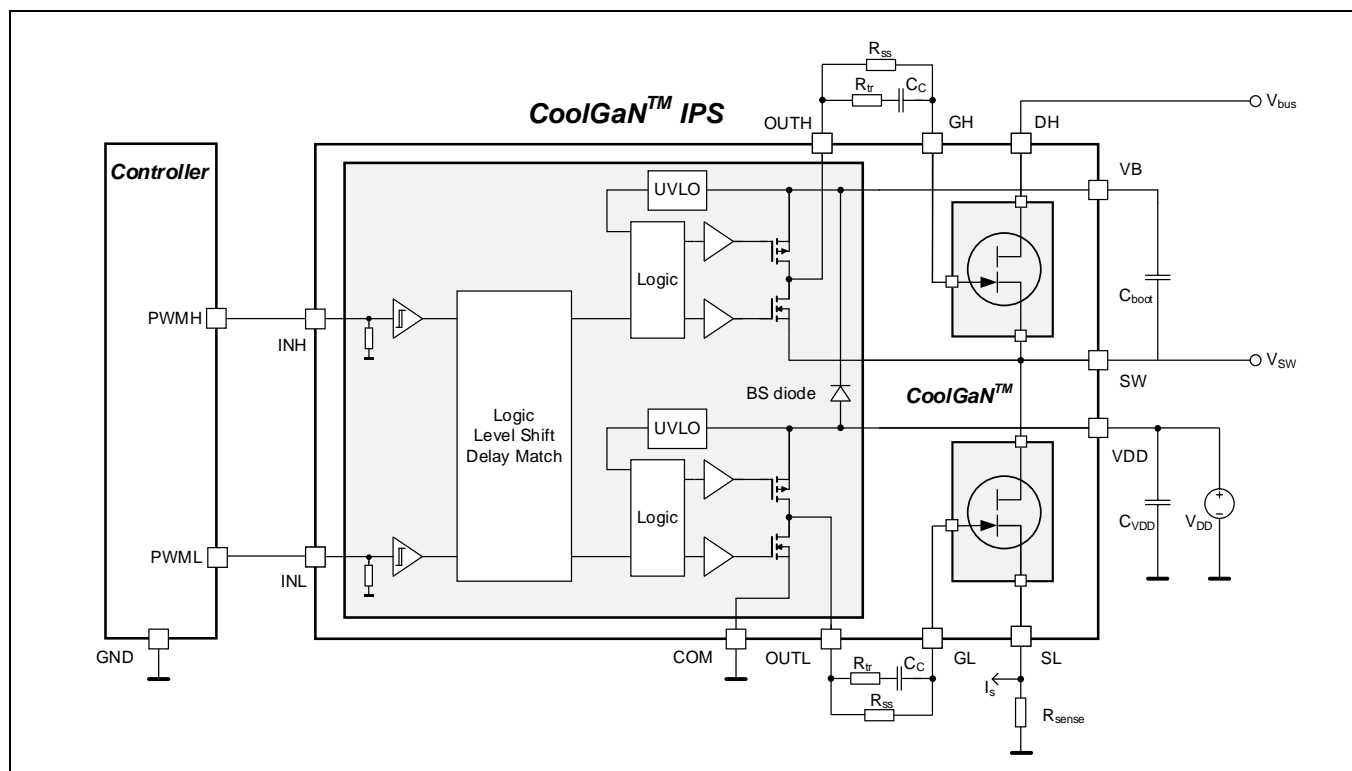 Rss
Rtr
CC
CoolGaN™ IPS
Vbus
OUTH
GH
DH
Controller
VB
UVLO
Logic
Cboot
PWMH
INH
VSW
SW
BS diode
CoolGaN™
Logic
Level Shift
Delay Match
UVLO
VDD
Logic
CVDD
VDD
PWML
INL
GND
COM
OUTL
GL
SL
Rtr
CC
Is
Rss
Rsense